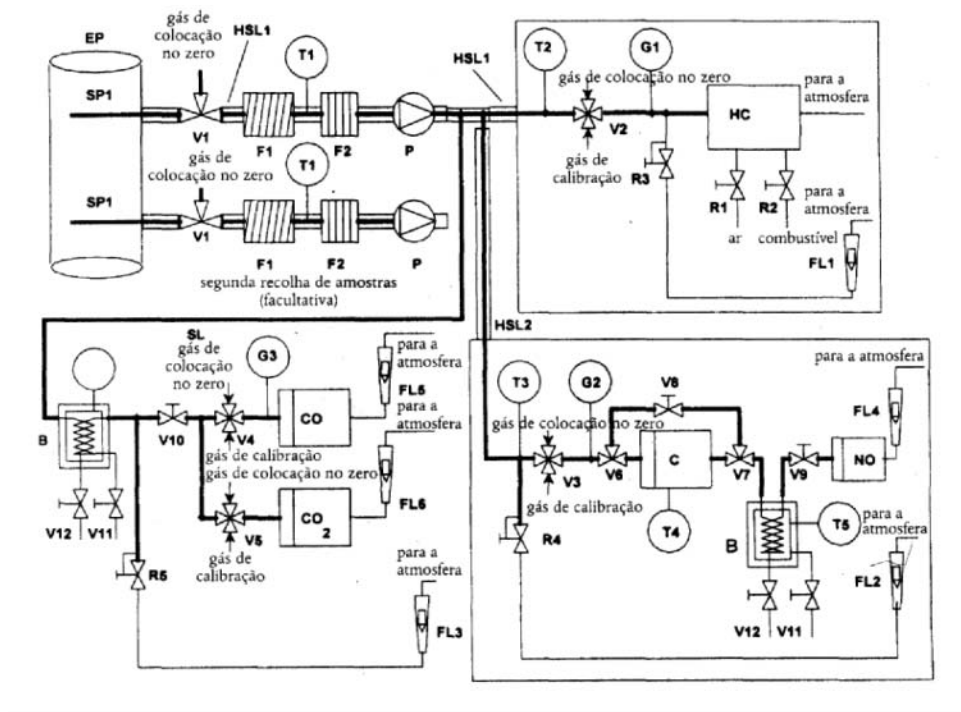 gás de
colocação
no zero
EP
HSL1
T1
SP1
V1
F1
F2
P
gás de
colocação no zero
T1
SP1
V1
F1
F2
P
segunda recolha de amostras
(facultativa)
HSL1
T2
G1
gás de colocação no zero
para a
atmosfera
HC
V2
gás de
calibração
R3
R1
R2
ar
combustível
para a
atmosfera
FL1
HSL2
SL
gás de
colocação
no zero
G3
para a
atmosfera
FL5
para a
atmosfera
CO
B
V10
V4
gás de calibração
gás de colocação no zero
FL6
CO
2
V5
V12
V11
gás de
calibração
R5
para a
atmosfera
FL3
T3
G2
V8
para a atmosfera
FL4
gás de colocação no zero
V3
V6
C
V7
V9
NO
gás de calibração
R4
T4
B
T5
para a
atmosfera
FL2
V12
V11